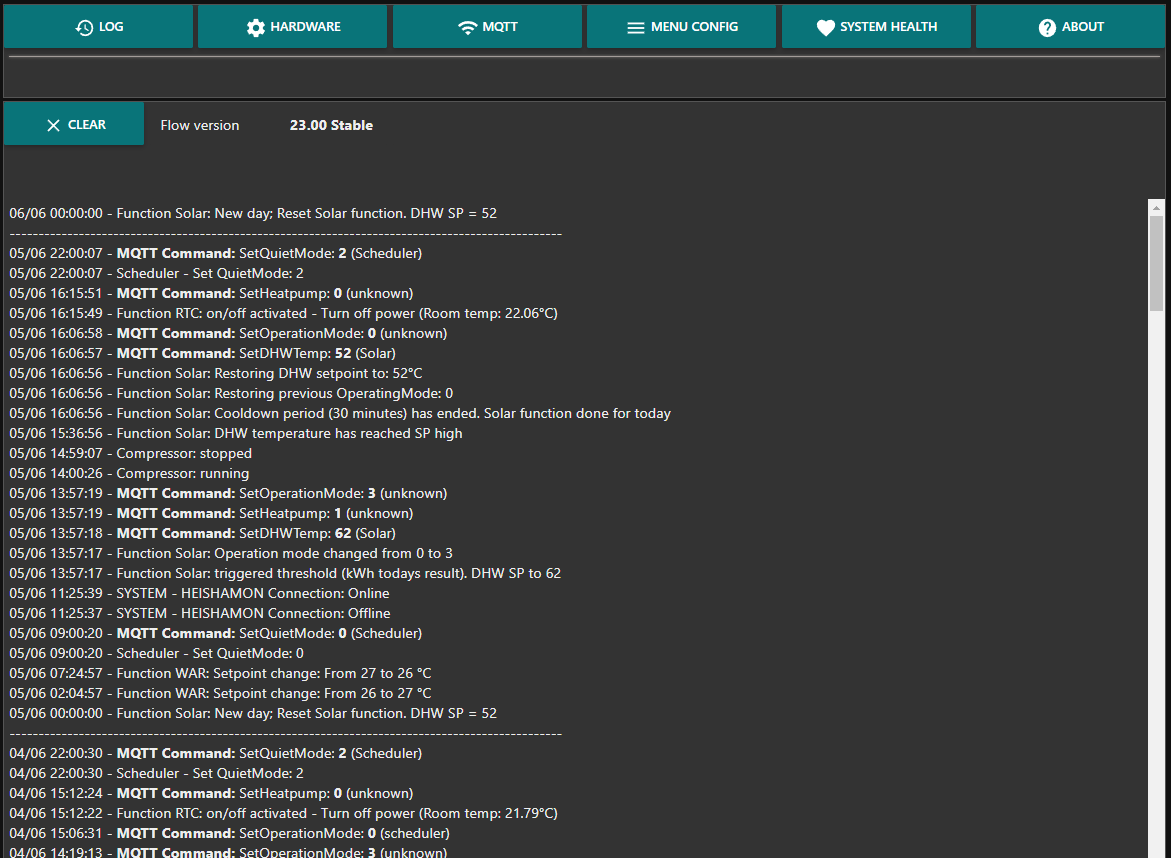 LOG HARDWARE MQTT MENU CONFIG SYSTEM HEALTH ABOUT
CLEAR Flow version 23.00 Stable
06/06 00:00:00 - Function Solar: New day; Reset Solar function. DHW SP = 52
----------------------------------------------------------------------------------------------
05/06 22:00:07 - MQTT Command: SetQuietMode: 2 (Scheduler)
05/06 22:00:07 - Scheduler - Set QuietMode: 2
05/06 16:15:51 - MQTT Command: SetHeatpump: 0 (unknown)
05/06 16:15:49 - Function RTC: on/off activated - Turn off power (Room temp: 22.06°C)
05/06 16:06:58 - MQTT Command: SetOperationMode: 0 (unknown)
05/06 16:06:57 - MQTT Command: SetDHWTemp: 52 (Solar)
05/06 16:06:56 - Function Solar: Restoring DHW setpoint to: 52°C
05/06 16:06:56 - Function Solar: Restoring previous OperatingMode: 0
05/06 16:06:56 - Function Solar: Cooldown period (30 minutes) has ended. Solar function done for today
05/06 15:36:56 - Function Solar: DHW temperature has reached SP high
05/06 14:59:07 - Compressor: stopped
05/06 14:00:26 - Compressor: running
05/06 13:57:19 - MQTT Command: SetOperationMode: 3 (unknown)
05/06 13:57:19 - MQTT Command: SetHeatpump: 1 (unknown)
05/06 13:57:18 - MQTT Command: SetDHWTemp: 62 (Solar)
05/06 13:57:17 - Function Solar: Operation mode changed from 0 to 3
05/06 13:57:17 - Function Solar: triggered threshold (kWh todays result). DHW SP to 62
05/06 11:25:39 - SYSTEM - HEISHAMON Connection: Online
05/06 11:25:37 - SYSTEM - HEISHAMON Connection: Offline
05/06 09:00:20 - MQTT Command: SetQuietMode: 0 (Scheduler)
05/06 09:00:20 - Scheduler - Set QuietMode: 0
05/06 07:24:57 - Function WAR: Setpoint change: From 27 to 26 °C
05/06 02:04:57 - Function WAR: Setpoint change: From 26 to 27 °C
05/06 00:00:00 - Function Solar: New day; Reset Solar function. DHW SP = 52
----------------------------------------------------------------------------------------------
04/06 22:00:30 - MQTT Command: SetQuietMode: 2 (Scheduler)
04/06 22:00:30 - Scheduler - Set QuietMode: 2
04/06 15:12:24 - MQTT Command: SetHeatpump: 0 (unknown)
04/06 15:12:22 - Function RTC: on/off activated - Turn off power (Room temp: 21.79°C)
04/06 15:06:31 - MQTT Command: SetOperationMode: 0 (scheduler)
04/06 14:19:13 - MQTT Command: SetOperationMode: 3 (unknown)